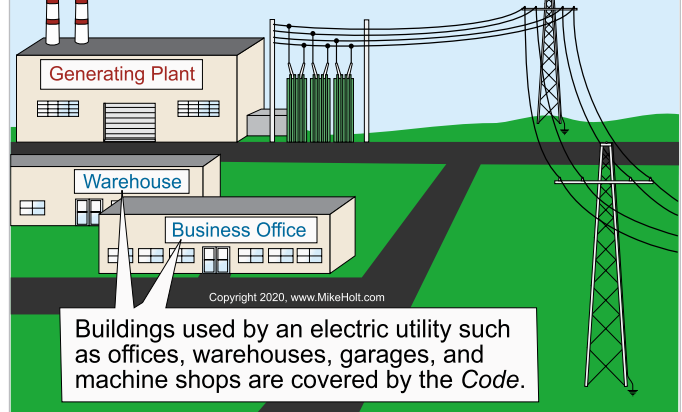 Generating Plant
Warehouse
Business Office
Copyright 2020, www.MikeHolt.com
Buildings used by an electric utility such
as offices, warehouses, garages, and
machine shops are covered by the Code.